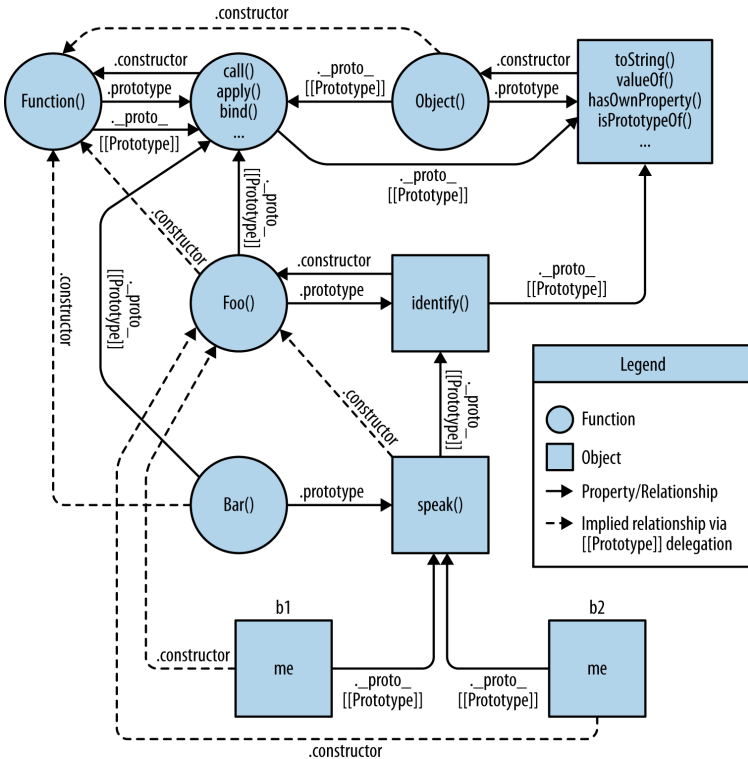 .constructor
.constructor
.constructor
Function()
.prototype
._proto_
[[Prototype]]
call()
apply()
bind()
...
._proto_
[[Prototype]]
Object()
.prototype
toString()
valueOf()
hasOwnProperty()
isPrototypeOf()
...
._proto_
[[Prototype]]
._proto_
[[Prototype]]
.constructor
.constructor
._proto_
[[Prototype]]
.constructor
Foo()
.prototype
identify()
._proto_
[[Prototype]]
._proto_
[[Prototype]]
.constructor
Bar()
.prototype
speak()
Legend
Function
Object
Property/Relationship
Implied relationship via
[[Prototype]] delegation
b1
b2
me
me
.constructor
._proto_
[[Prototype]]
._proto_
[[Prototype]]
.constructor